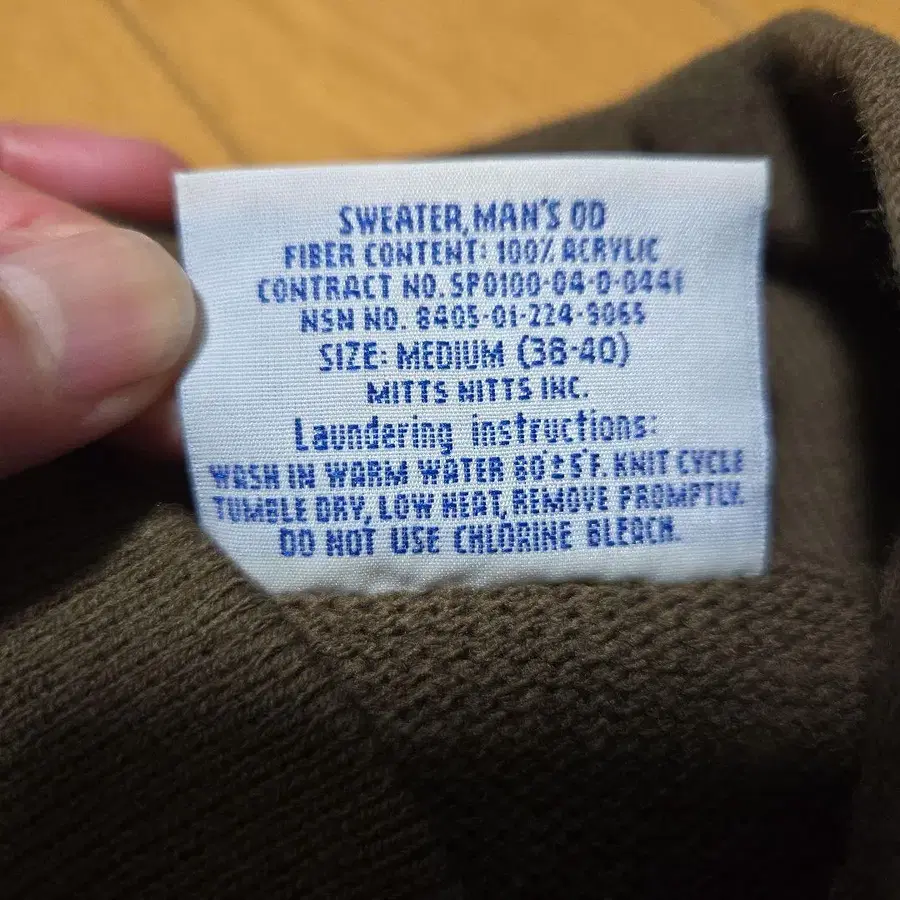 SWEATER, MAN'S OD
FIBER CONTENT: 100% ACRYLIC
CONTRACT NO. SP0100-04-D-0441
NSN NO. 8405-01-224-9065
SIZE: MEDIUM (38-40)
MITTS NITTS INC.
Laundering instructions:
WASH IN WARM WATER 80±5°F. KNIT CYCLE
TUMBLE DRY, LOW HEAT, REMOVE PROMPTLY.
DO NOT USE CHLORINE BLEACH.